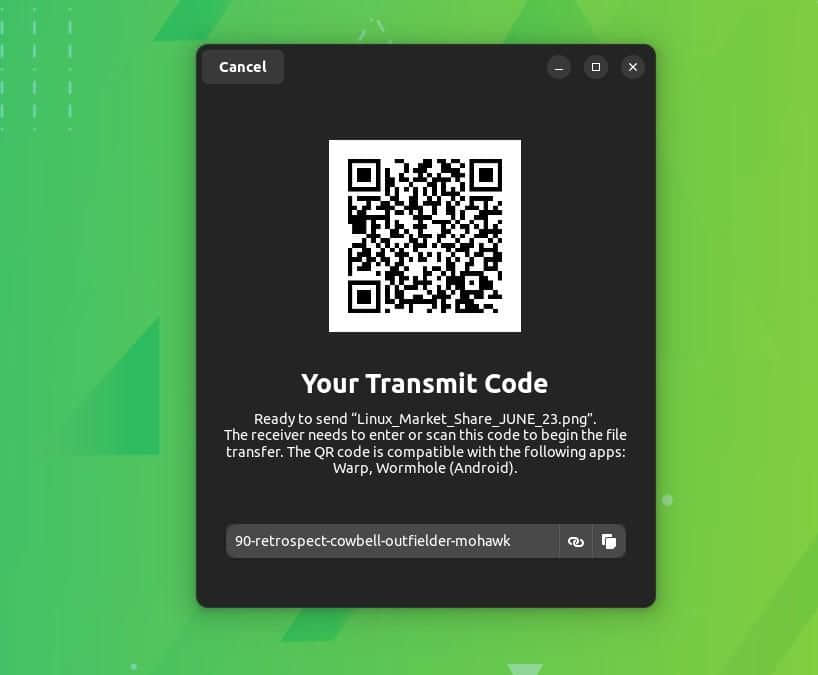 Cancel
Your Transmit Code
Ready to send “Linux_Market_Share_JUNE_23.png”.
The receiver needs to enter or scan this code to begin the file
transfer. The QR code is compatible with the following apps:
Warp, Wormhole (Android).
90-retrospect-cowbell-outfielder-mohawk